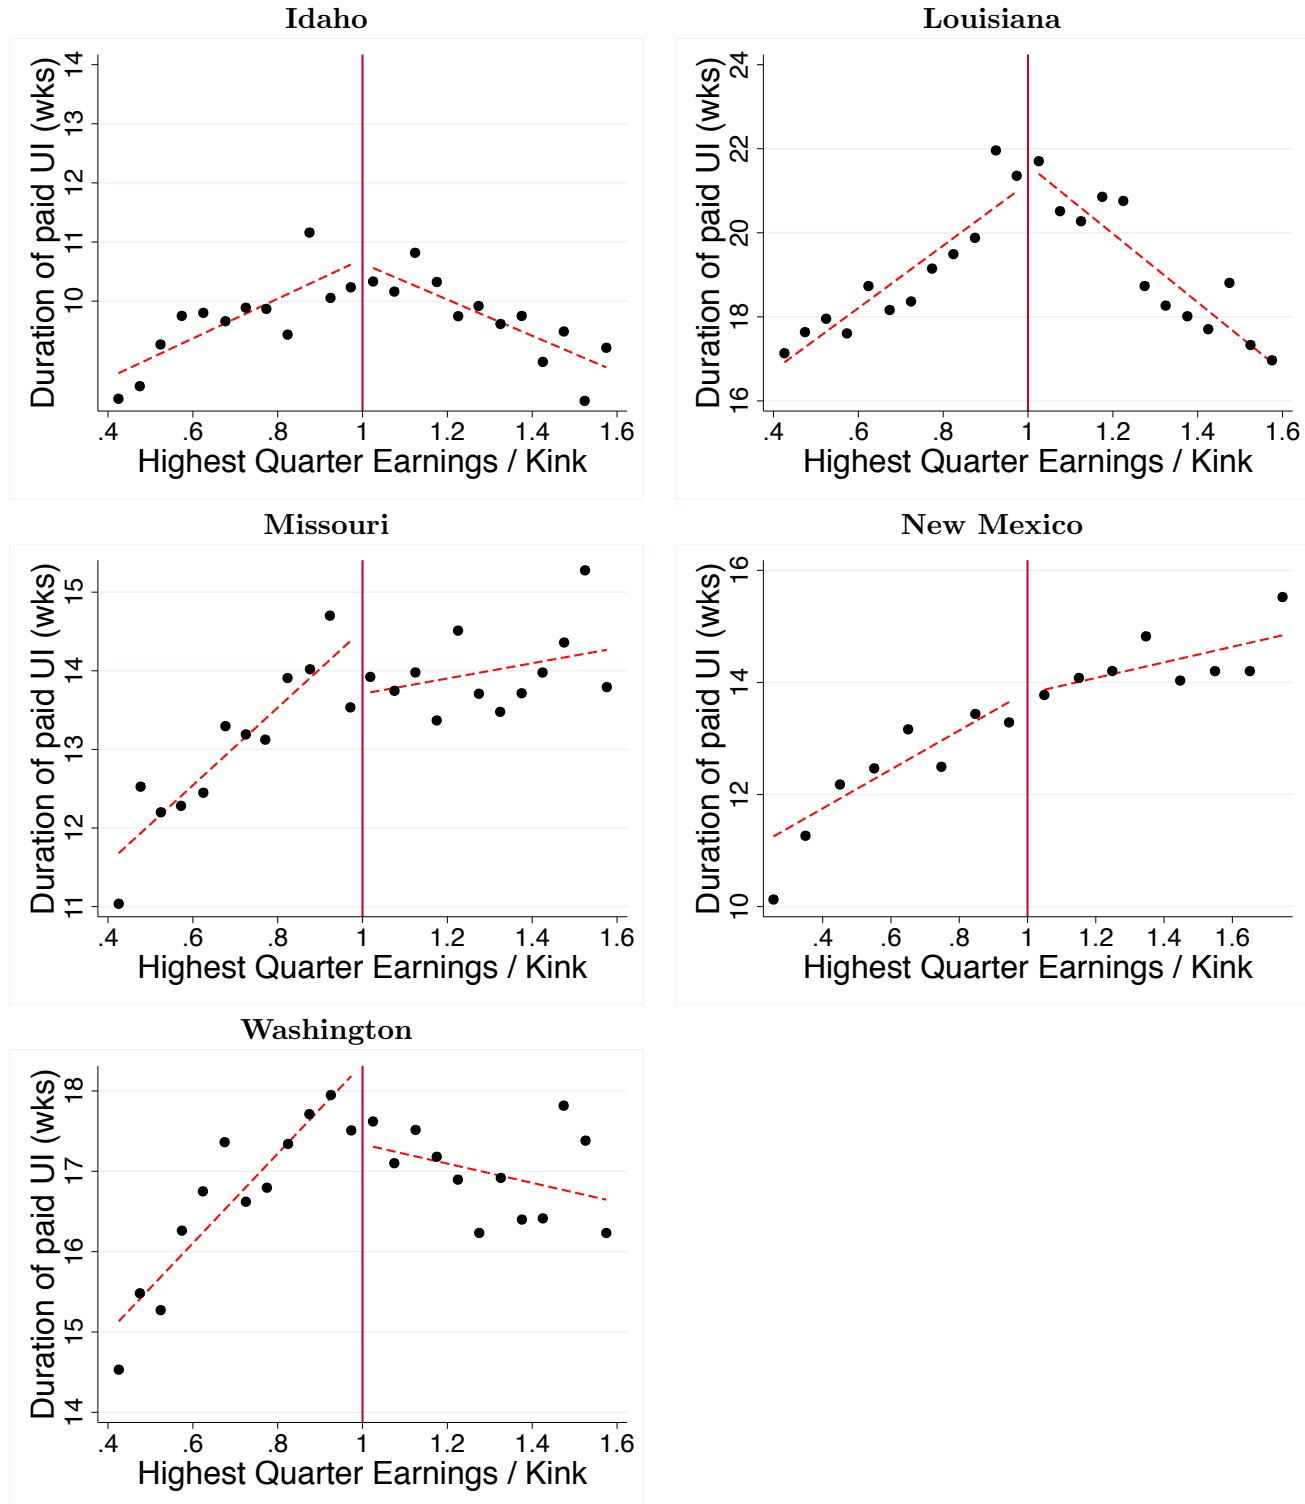 Idaho
Duration of paid UI (wks)
14
13
12
11
10
.4 .6 .8 1 1.2 1.4 1.6
Highest Quarter Earnings / Kink
Louisiana
Duration of paid UI (wks)
24
22
20
18
16
.4 .6 .8 1 1.2 1.4 1.6
Highest Quarter Earnings / Kink
Missouri
Duration of paid UI (wks)
15
14
13
12
11
.4 .6 .8 1 1.2 1.4 1.6
Highest Quarter Earnings / Kink
New Mexico
Duration of paid UI (wks)
16
14
12
10
.4 .6 .8 1 1.2 1.4 1.6
Highest Quarter Earnings / Kink
Washington
Duration of paid UI (wks)
18
17
16
15
14
.4 .6 .8 1 1.2 1.4 1.6
Highest Quarter Earnings / Kink